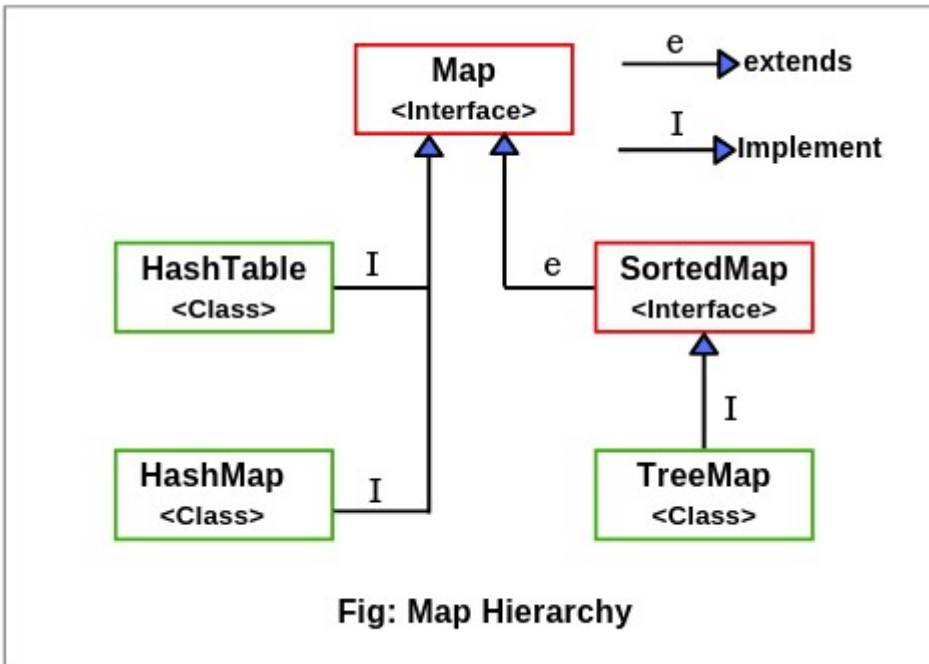 Map
<Interface>
e
extends
I
Implement
HashTable
<Class>
I
e
SortedMap
<Interface>
I
HashMap
<Class>
I
TreeMap
<Class>
Fig: Map Hierarchy